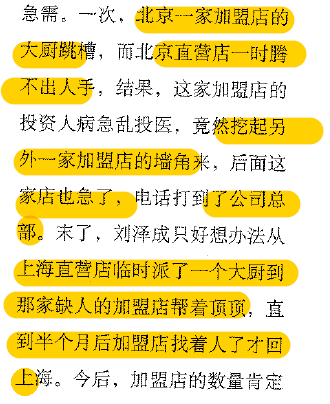 急需。一次，北京一家加盟店的
大厨跳槽，而北京直营店一时腾
不出人手，结果，这家加盟店的
投资人病急乱投医，竟然挖起另
外一家加盟店的墙角来，后面这
家店也急了，电话打到了公司总
部。末了，刘泽成只好想办法从
上海直营店临时派了一个大厨到
那家缺人的加盟店帮着顶顶，直
到半个月后加盟店找着人了才回
上海。今后，加盟店的数量肯定